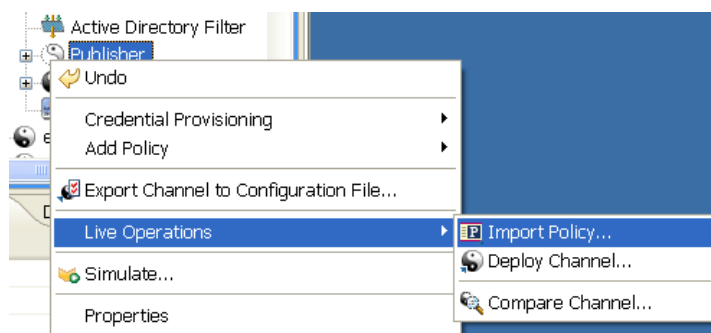 Active Directory Filter
Publisher
Undo
Credential Provisioning
Add Policy
Export Channel to Configuration File...
Live Operations
Import Policy...
Deploy Channel...
Simulate...
Compare Channel...
Properties